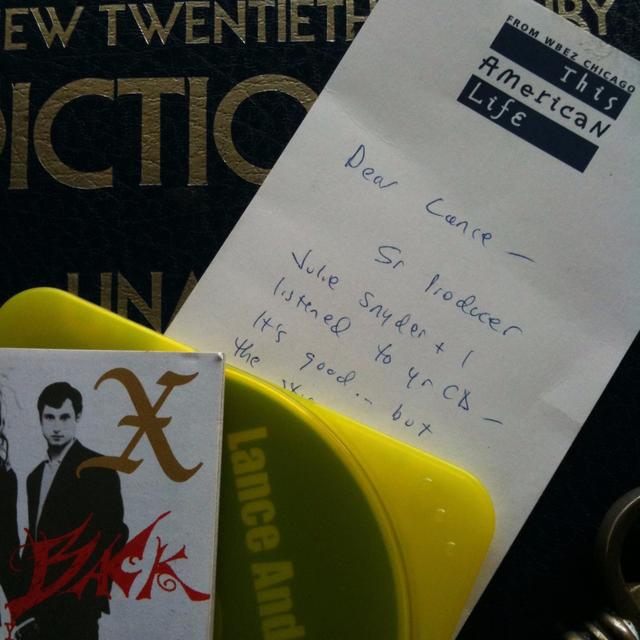 EW TWENTIETH
DICTIO
UNA
FROM WBEZ CHICAGO
This
American
Life
Dear Lance —
Sr Producer
Julie Snyder + I
listened to yr CD —
It's good... but
the
X
BACK
Lance And